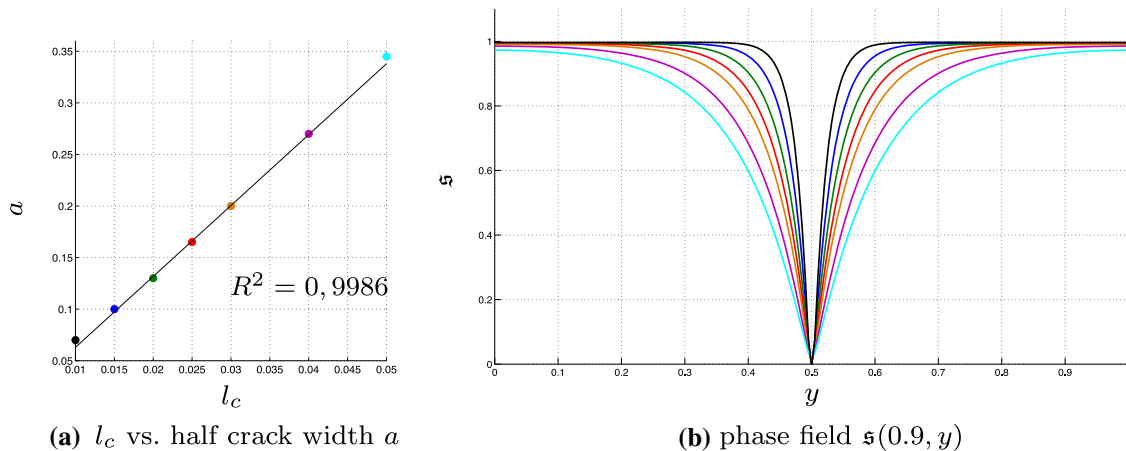 0.35
0.3
0.25
0.2
0.15
0.1
0.05
a
R² = 0,9986
0.01 0.015 0.02 0.025 0.03 0.035 0.04 0.045 0.05
l_c
(a) l_c vs. half crack width a
1
0.8
0.6
0.4
0.2
0
𝔰
0 0.1 0.2 0.3 0.4 0.5 0.6 0.7 0.8 0.9
y
(b) phase field 𝔰(0.9, y)